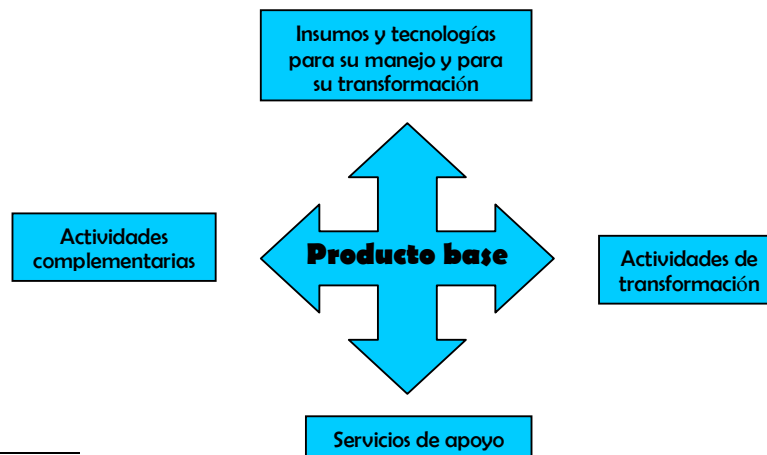 Insumos y tecnologías
para su manejo y para
su transformación
Actividades
complementarias
Producto base
Actividades de
transformación
Servicios de apoyo